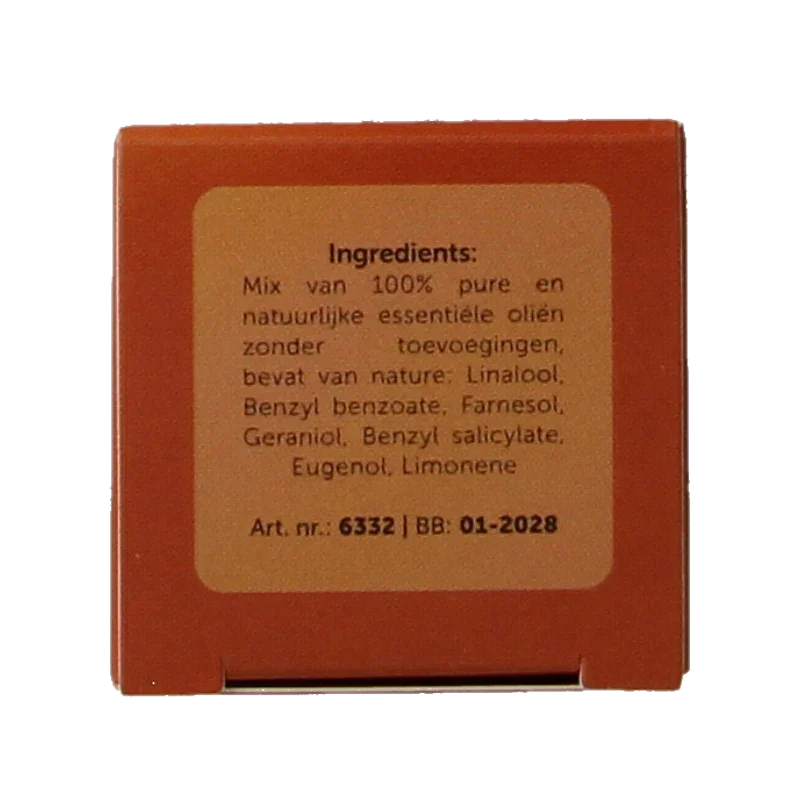 Ingredients:
Mix van 100% pure en
natuurlijke essentiële oliën
zonder toevoegingen,
bevat van nature: Linalool,
Benzyl benzoate, Farnesol,
Geraniol, Benzyl salicylate,
Eugenol, Limonene
Art. nr.: 6332 | BB: 01-2028